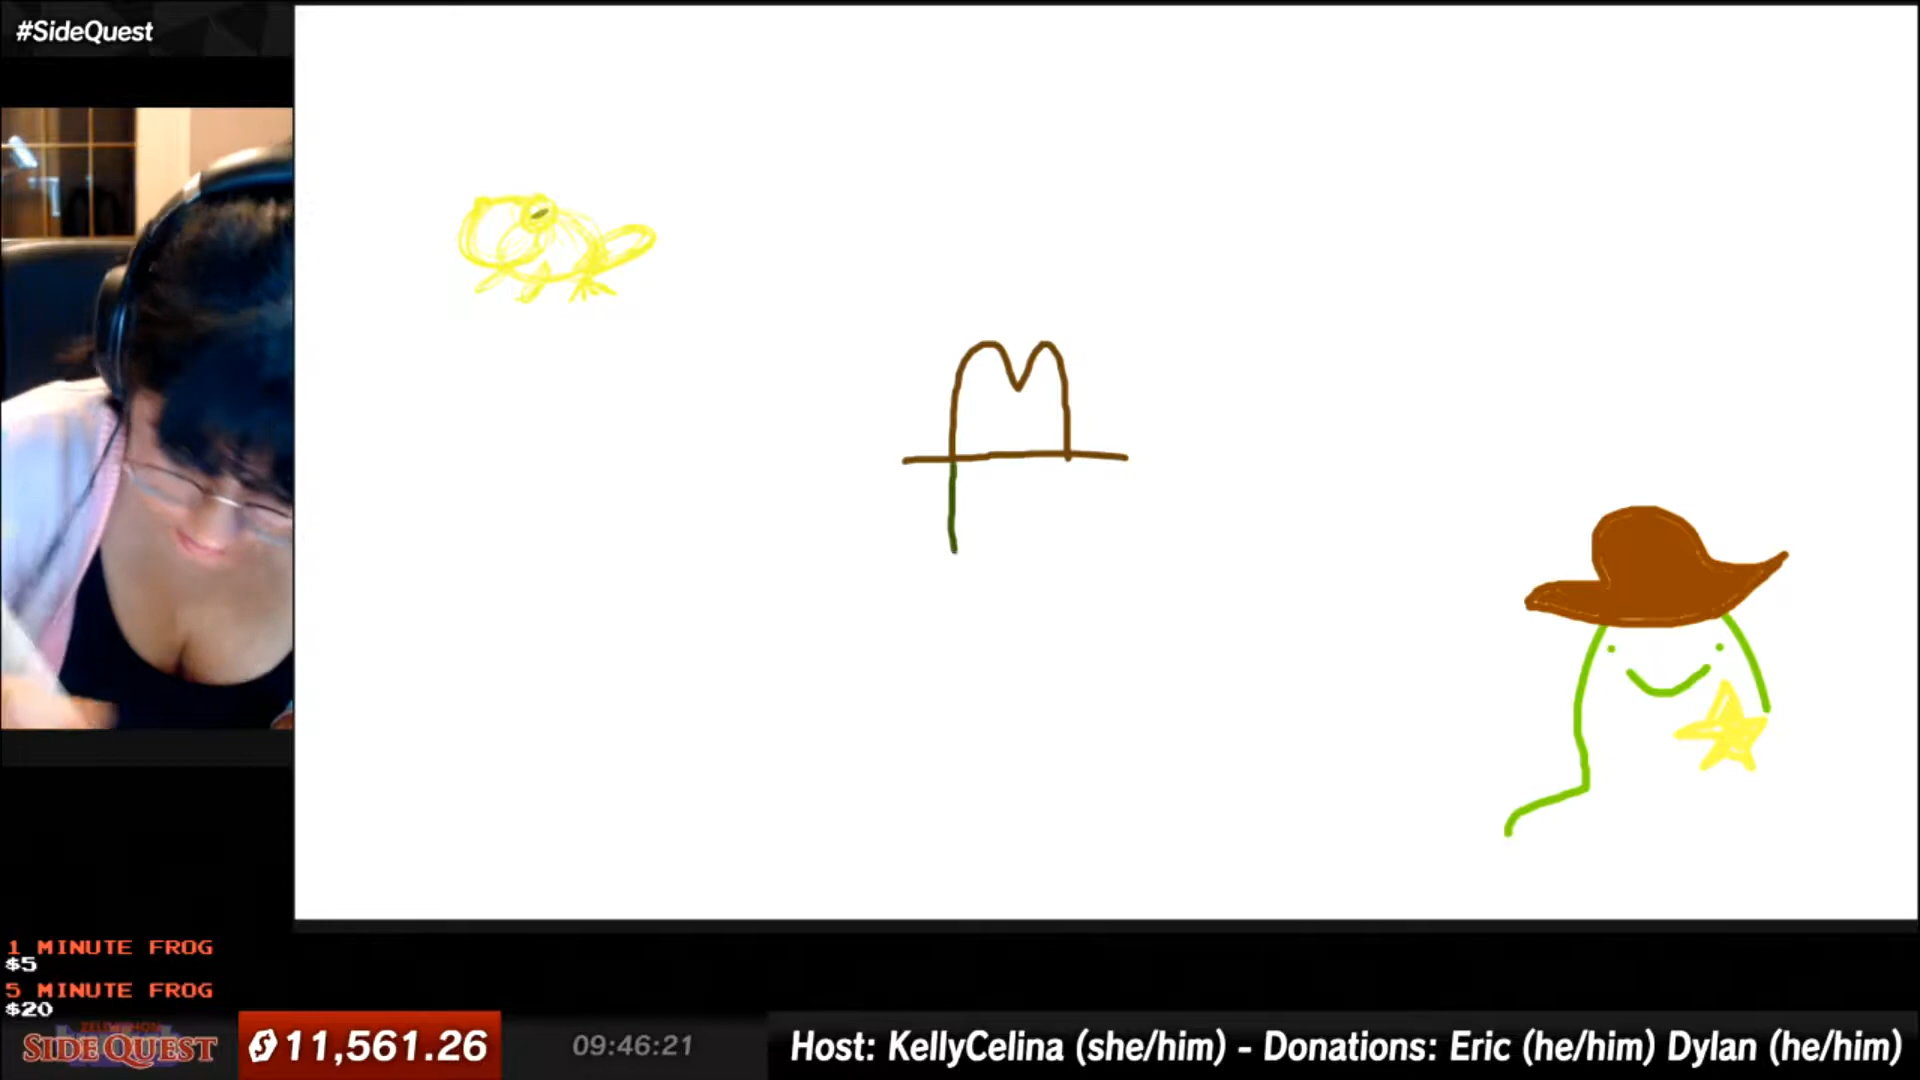 #SideQuest
1 MINUTE FROG
$5
5 MINUTE FROG
$20
ZELDATHON
SIDE QUEST
11,561.26
09:46:21
Host: KellyCelina (she/him) - Donations: Eric (he/him) Dylan (he/him)